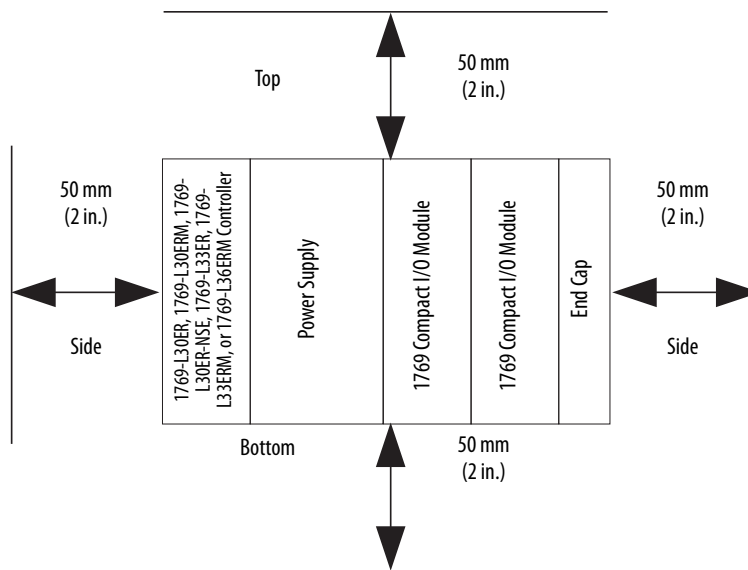 Top
50 mm
(2 in.)
50 mm
(2 in.)
Side
1769-L30ER, 1769-L30ERM, 1769-
L30ER-NSE, 1769-L33ER, 1769-
L33ERM, or 1769-L36ERM Controller
Power Supply
1769 Compact I/O Module
1769 Compact I/O Module
End Cap
50 mm
(2 in.)
Side
Bottom
50 mm
(2 in.)